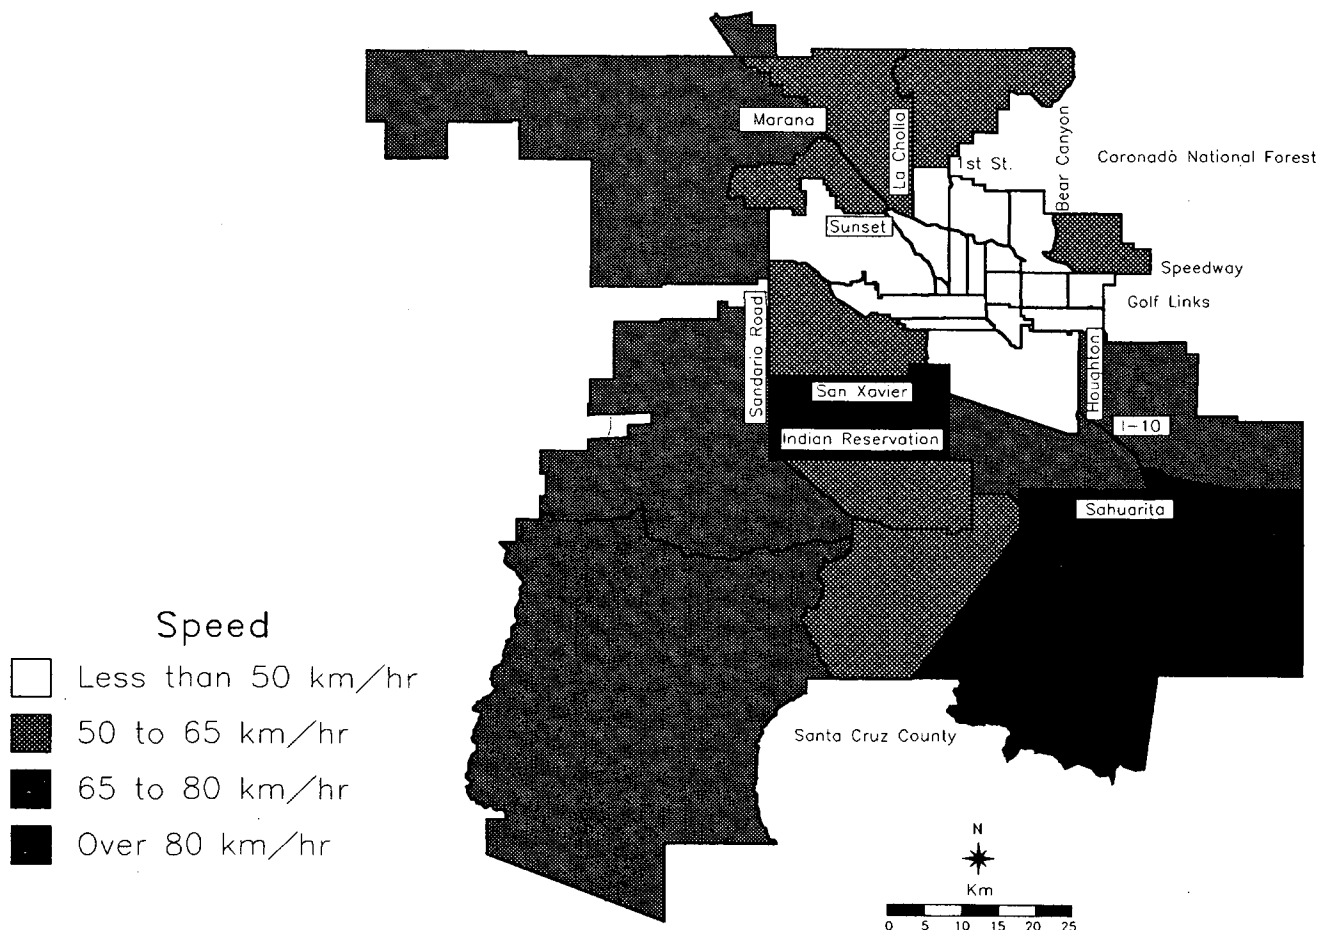 Marana
La Cholla
1st St.
Bear Canyon
Coronado National Forest
Sunset
Speedway
Golf Links
Sandario Road
Houghton
San Xavier
Indian Reservation
I-10
Sahuarita
Santa Cruz County
Speed
Less than 50 km/hr
50 to 65 km/hr
65 to 80 km/hr
Over 80 km/hr
N
Km
0 5 10 15 20 25